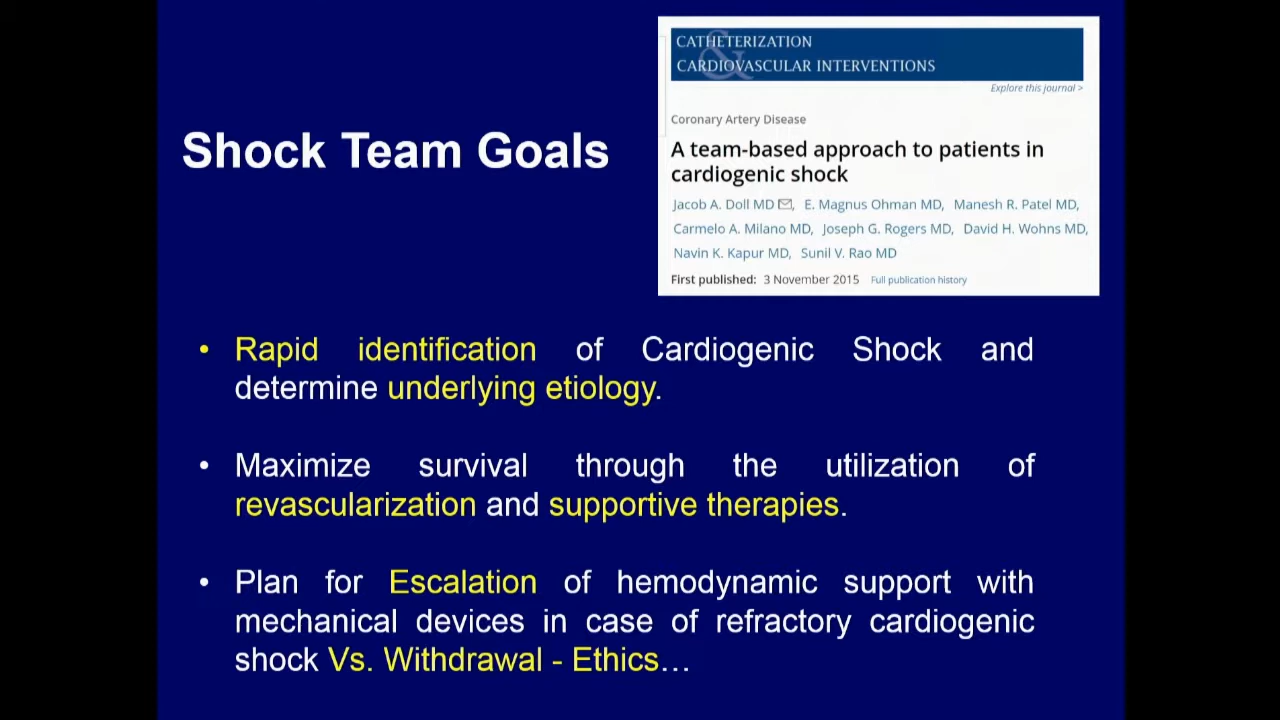 Shock Team Goals
CATHETERIZATION
&
CARDIOVASCULAR INTERVENTIONS
Explore this journal >
Coronary Artery Disease
A team-based approach to patients in
cardiogenic shock
Jacob A. Doll MD, E. Magnus Ohman MD, Manesh R. Patel MD,
Carmelo A. Milano MD, Joseph G. Rogers MD, David H. Wohns MD,
Navin K. Kapur MD, Sunil V. Rao MD
First published: 3 November 2015 Full publication history
• Rapid identification of Cardiogenic Shock and
determine underlying etiology.
• Maximize survival through the utilization of
revascularization and supportive therapies.
• Plan for Escalation of hemodynamic support with
mechanical devices in case of refractory cardiogenic
shock Vs. Withdrawal - Ethics…